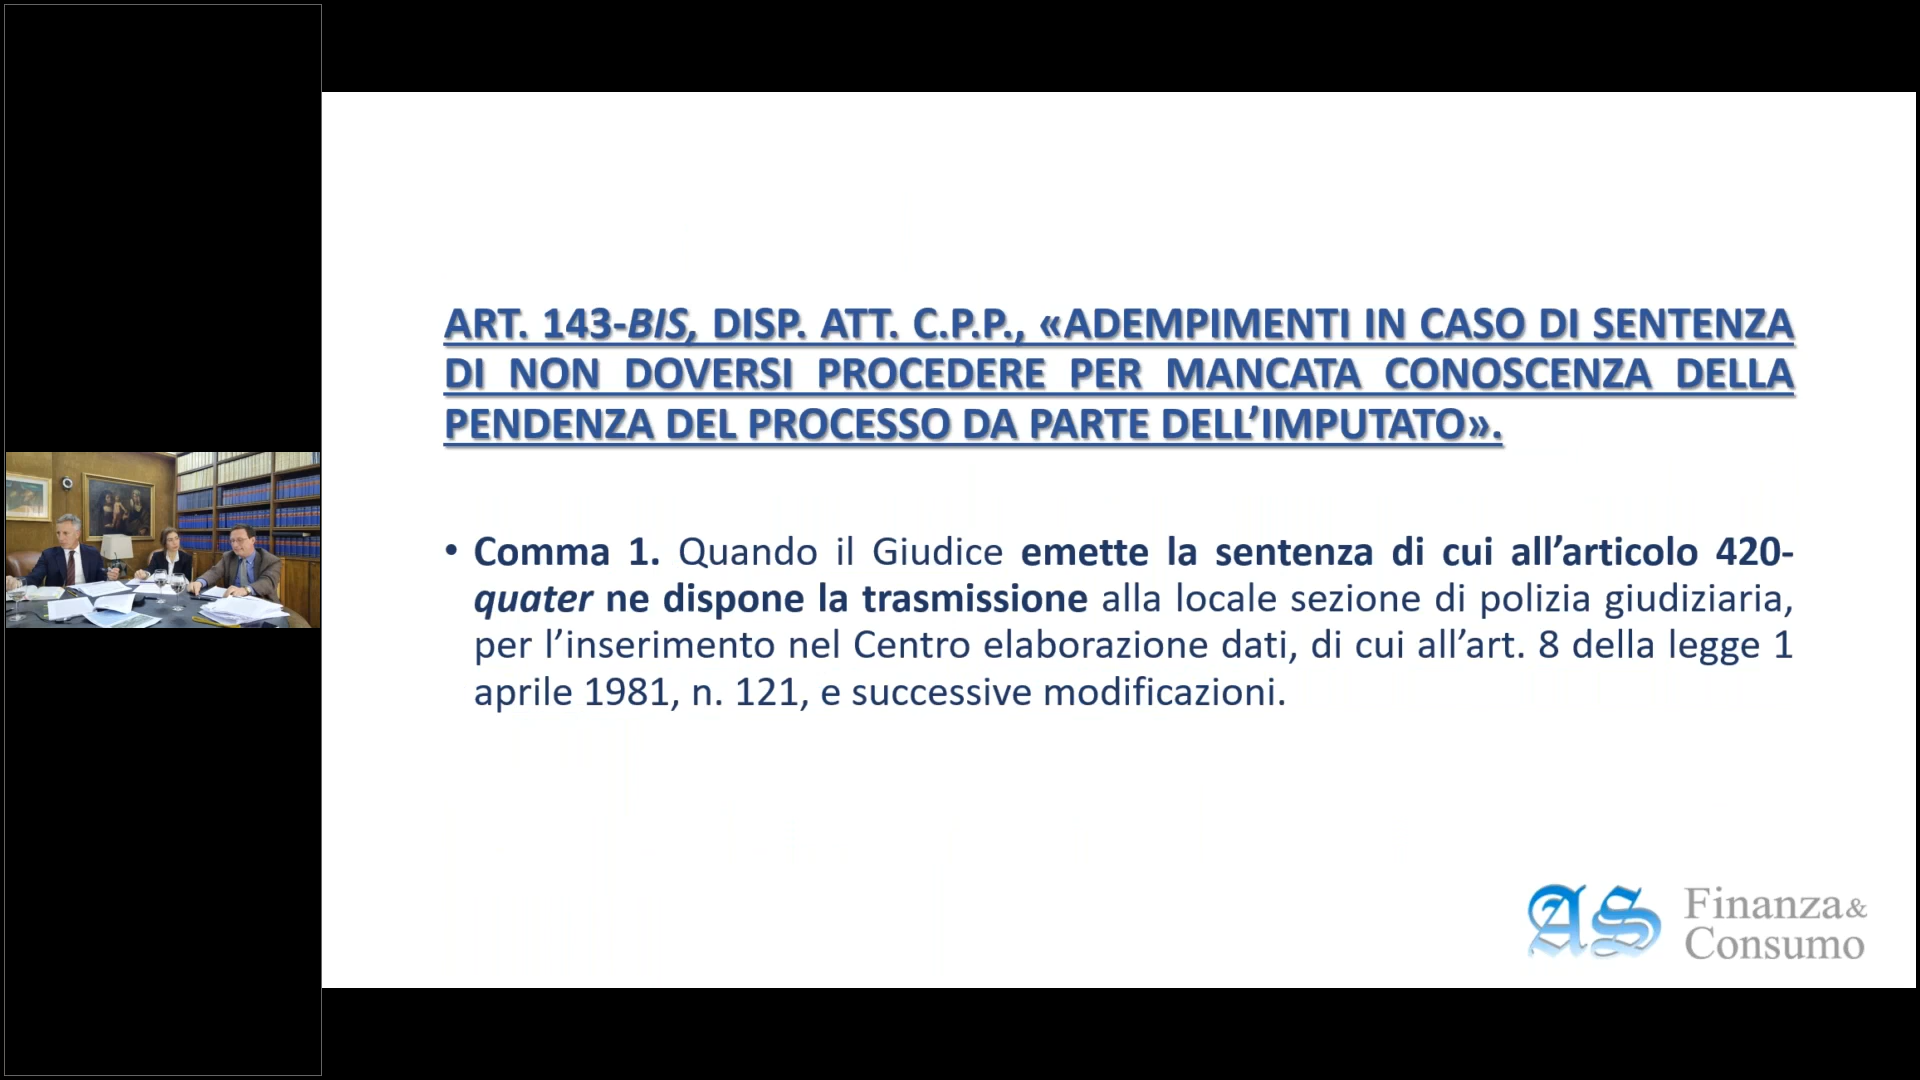 ART. 143-BIS, DISP. ATT. C.P.P., «ADEMPIMENTI IN CASO DI SENTENZA
DI NON DOVERSI PROCEDERE PER MANCATA CONOSCENZA DELLA
PENDENZA DEL PROCESSO DA PARTE DELL’IMPUTATO».
• Comma 1. Quando il Giudice emette la sentenza di cui all’articolo 420-
quater ne dispone la trasmissione alla locale sezione di polizia giudiziaria,
per l’inserimento nel Centro elaborazione dati, di cui all’art. 8 della legge 1
aprile 1981, n. 121, e successive modificazioni.
AS Finanza&
Consumo